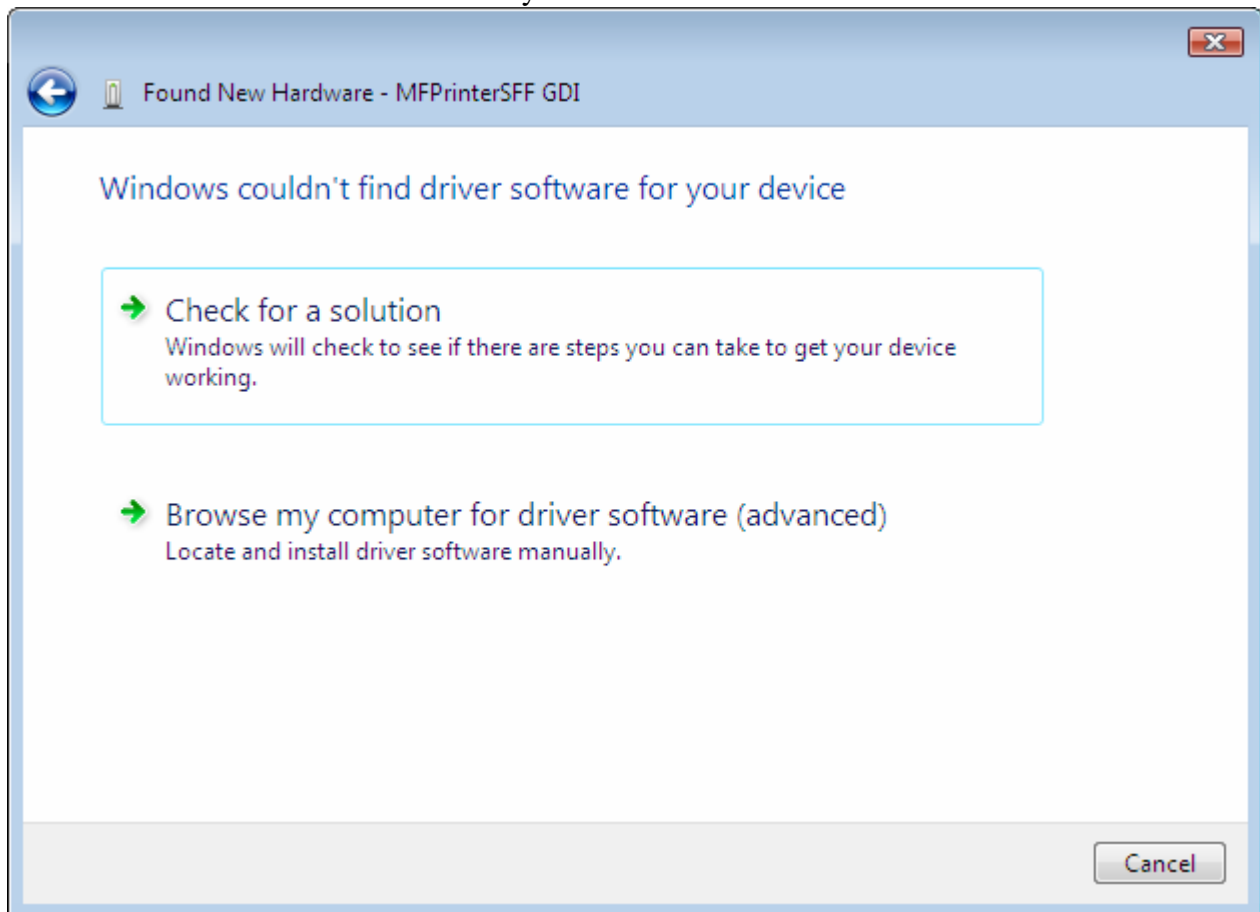 Found New Hardware - MFPrinterSFF GDI
Windows couldn't find driver software for your device
Check for a solution
Windows will check to see if there are steps you can take to get your device
working.
Browse my computer for driver software (advanced)
Locate and install driver software manually.
Cancel